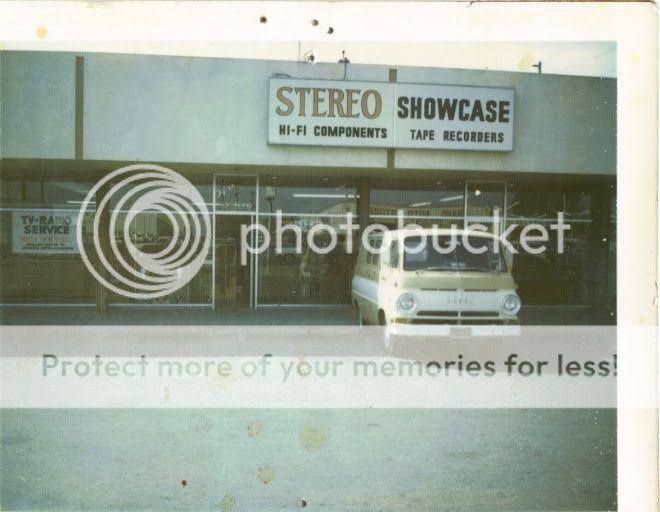 STEREO SHOWCASE
HI-FI COMPONENTS TAPE RECORDERS
TV-RADIO
SERVICE
photobucket
Protect more of your memories for less!